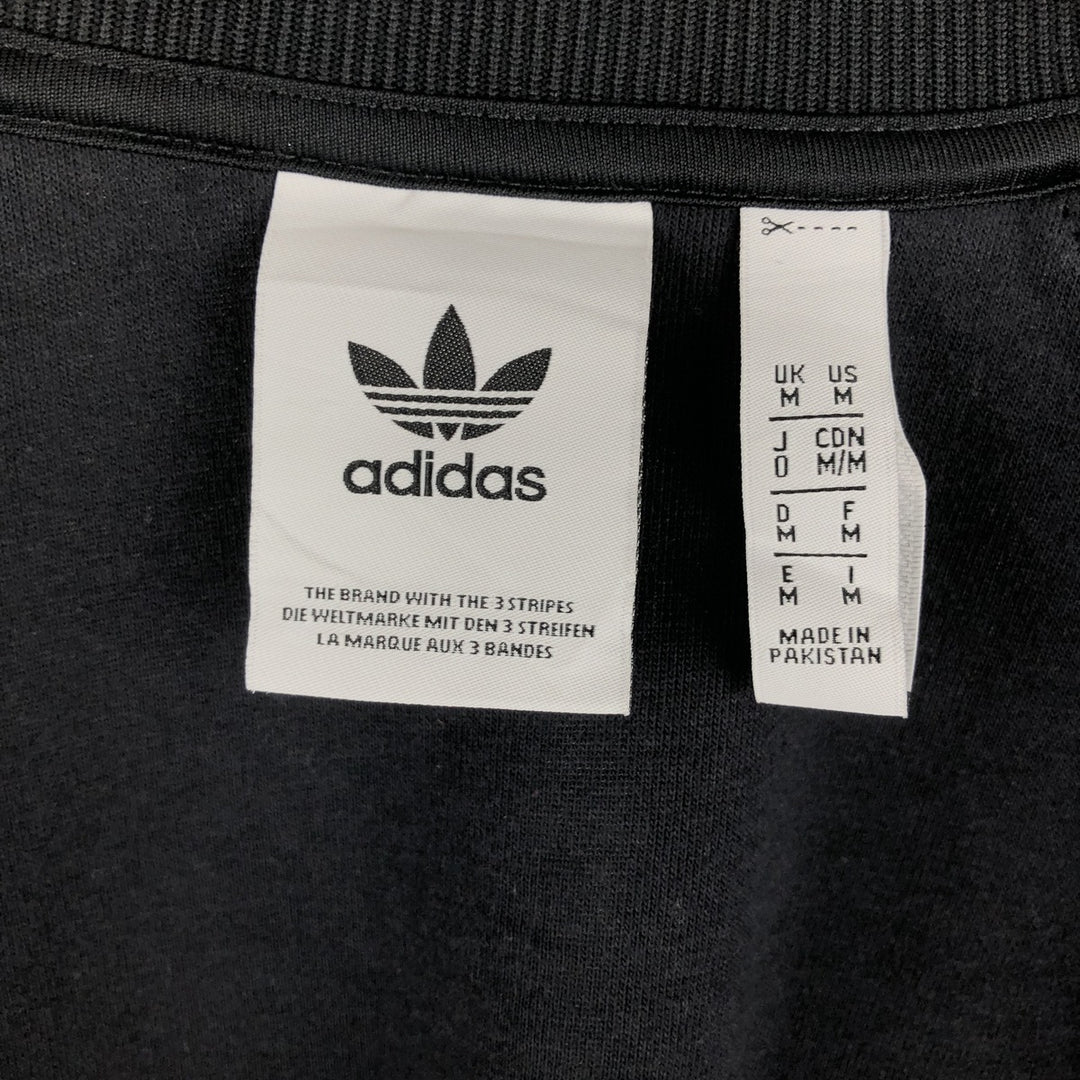 adidas
THE BRAND WITH THE 3 STRIPES
DIE WELTMARKE MIT DEN 3 STREIFEN
LA MARQUE AUX 3 BANDES
UK US
M M
J CDN
O M/M
D F
M M
E I
M M
MADE IN
PAKISTAN